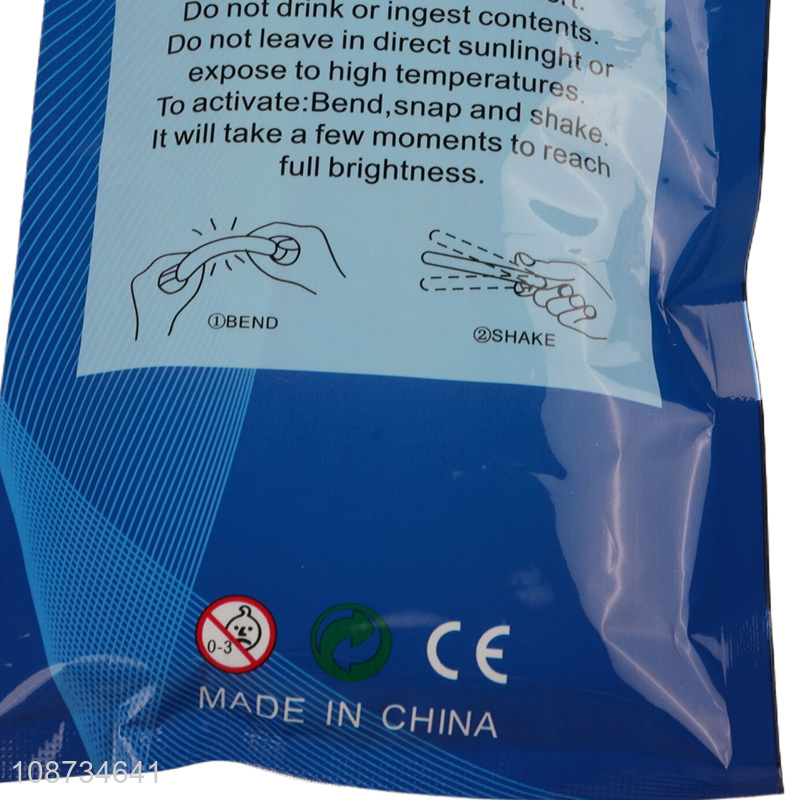 Do not drink or ingest contents.
Do not leave in direct sunlinght or
expose to high temperatures.
To activate:Bend,snap and shake.
It will take a few moments to reach
full brightness.
①BEND
②SHAKE
0-3
CE
MADE IN CHINA
108734641